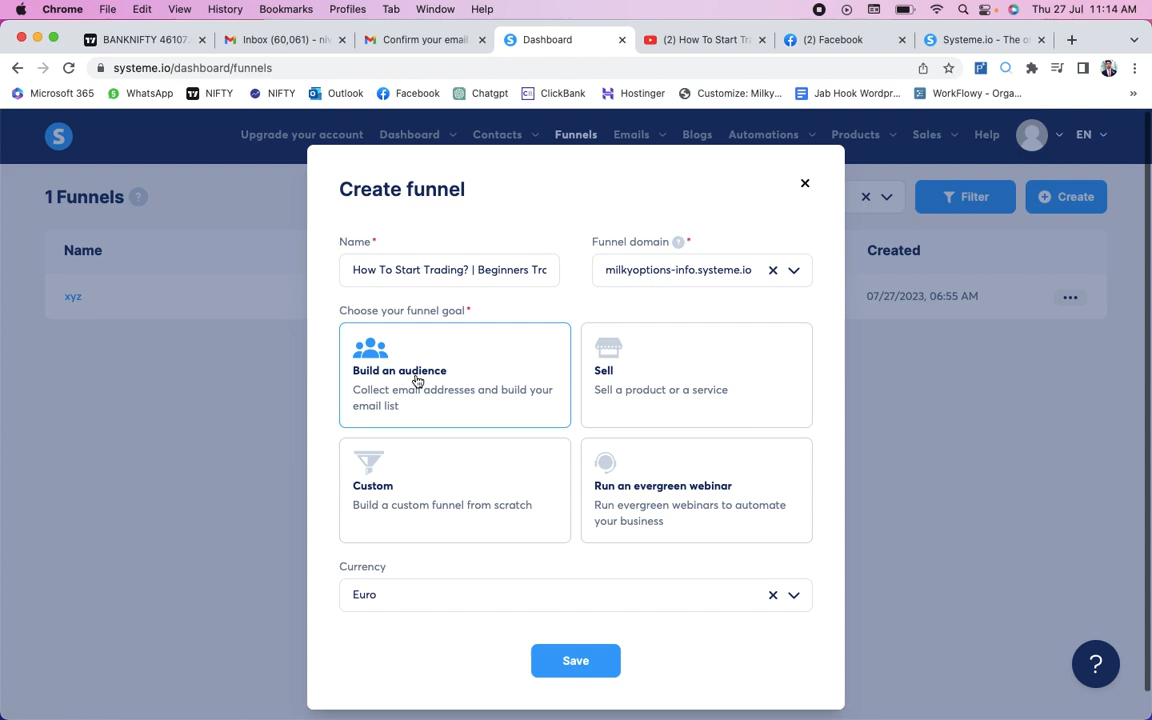 Chrome File Edit View History Bookmarks Profiles Tab Window Help Thu 27 Jul 11:14 AM
BANKNIFTY 46107. Inbox (60,061) - niv Confirm your email Dashboard (2) How To Start Tra (2) Facebook Systeme.io - The o
systeme.io/dashboard/funnels
Microsoft 365 WhatsApp NIFTY NIFTY Outlook Facebook Chatgpt ClickBank Hostinger Customize: Milky... Jab Hook Wordpr... WorkFlowy - Orga... »
S Upgrade your account Dashboard Contacts Funnels Emails Blogs Automations Products Sales Help EN
1 Funnels ? Filter Create
Create funnel
Name Created
Name* Funnel domain ? *
How To Start Trading? | Beginners Trc milkyoptions-info.systeme.io
xyz 07/27/2023, 06:55 AM
Choose your funnel goal*
Build an audience Sell
Collect email addresses and build your Sell a product or a service
email list
Custom Run an evergreen webinar
Build a custom funnel from scratch Run evergreen webinars to automate
your business
Currency
Euro
Save
?